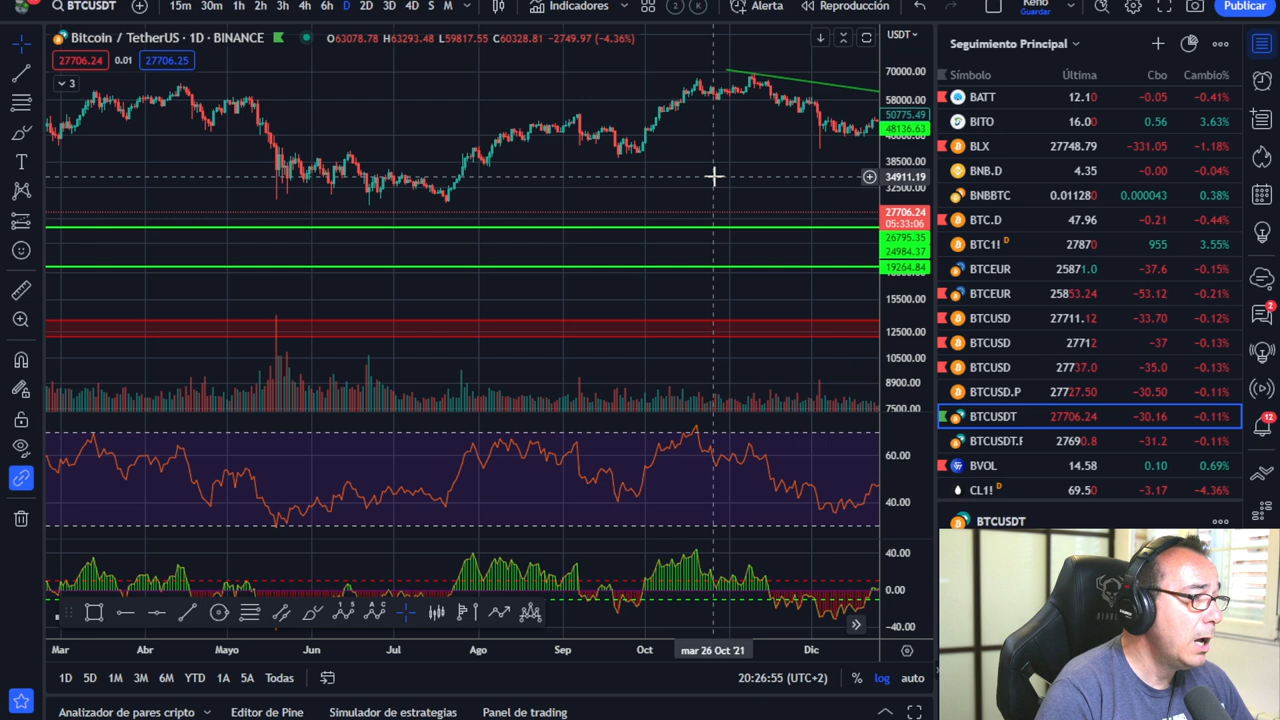 BTCUSDT
15m 30m 1h 2h 3h 4h 6h D 2D 3D 4D S M
Indicadores
Alerta
Reproducción
Keno
Guardar
Publicar
Bitcoin / TetherUS · 1D · BINANCE
O63078.78 H63293.48 L59817.55 C60328.81 −2749.97 (−4.36%)
USDT
27706.24 0.01 27706.25
3
70000.00
58000.00
50775.49
48136.63
38500.00
34911.19
32500.00
27706.24
05:33:06
26795.35
24984.37
19264.84
15500.00
12500.00
10500.00
8900.00
7500.00
60.00
40.00
40.00
0.00
−40.00
Mar Abr Mayo Jun Jul Ago Sep Oct mar 26 Oct '21 Dic
1D 5D 1M 3M 6M YTD 1A 5A Todas
20:26:55 (UTC+2) % log auto
Analizador de pares cripto Editor de Pine Simulador de estrategias Panel de trading
Seguimiento Principal
Símbolo Última Cbo Cambio%
BATT 12.10 −0.05 −0.41%
BITO 16.00 0.56 3.63%
BLX 27748.79 −331.05 −1.18%
BNB.D 4.35 −0.00 −0.04%
BNBBTC 0.011280 0.000043 0.38%
BTC.D 47.96 −0.21 −0.44%
BTC1! D 27870 955 3.55%
BTCEUR 25871.0 −37.6 −0.15%
BTCEUR 25853.24 −53.12 −0.21%
BTCUSD 27711.12 −33.70 −0.12%
BTCUSD 27712 −37 −0.13%
BTCUSD 27737.0 −35.0 −0.13%
BTCUSD.P 27727.50 −30.50 −0.11%
BTCUSDT 27706.24 −30.16 −0.11%
BTCUSDT.F 27690.8 −31.2 −0.11%
BVOL 14.58 0.10 0.69%
CL1! D 69.50 −3.17 −4.36%
BTCUSDT
2
12